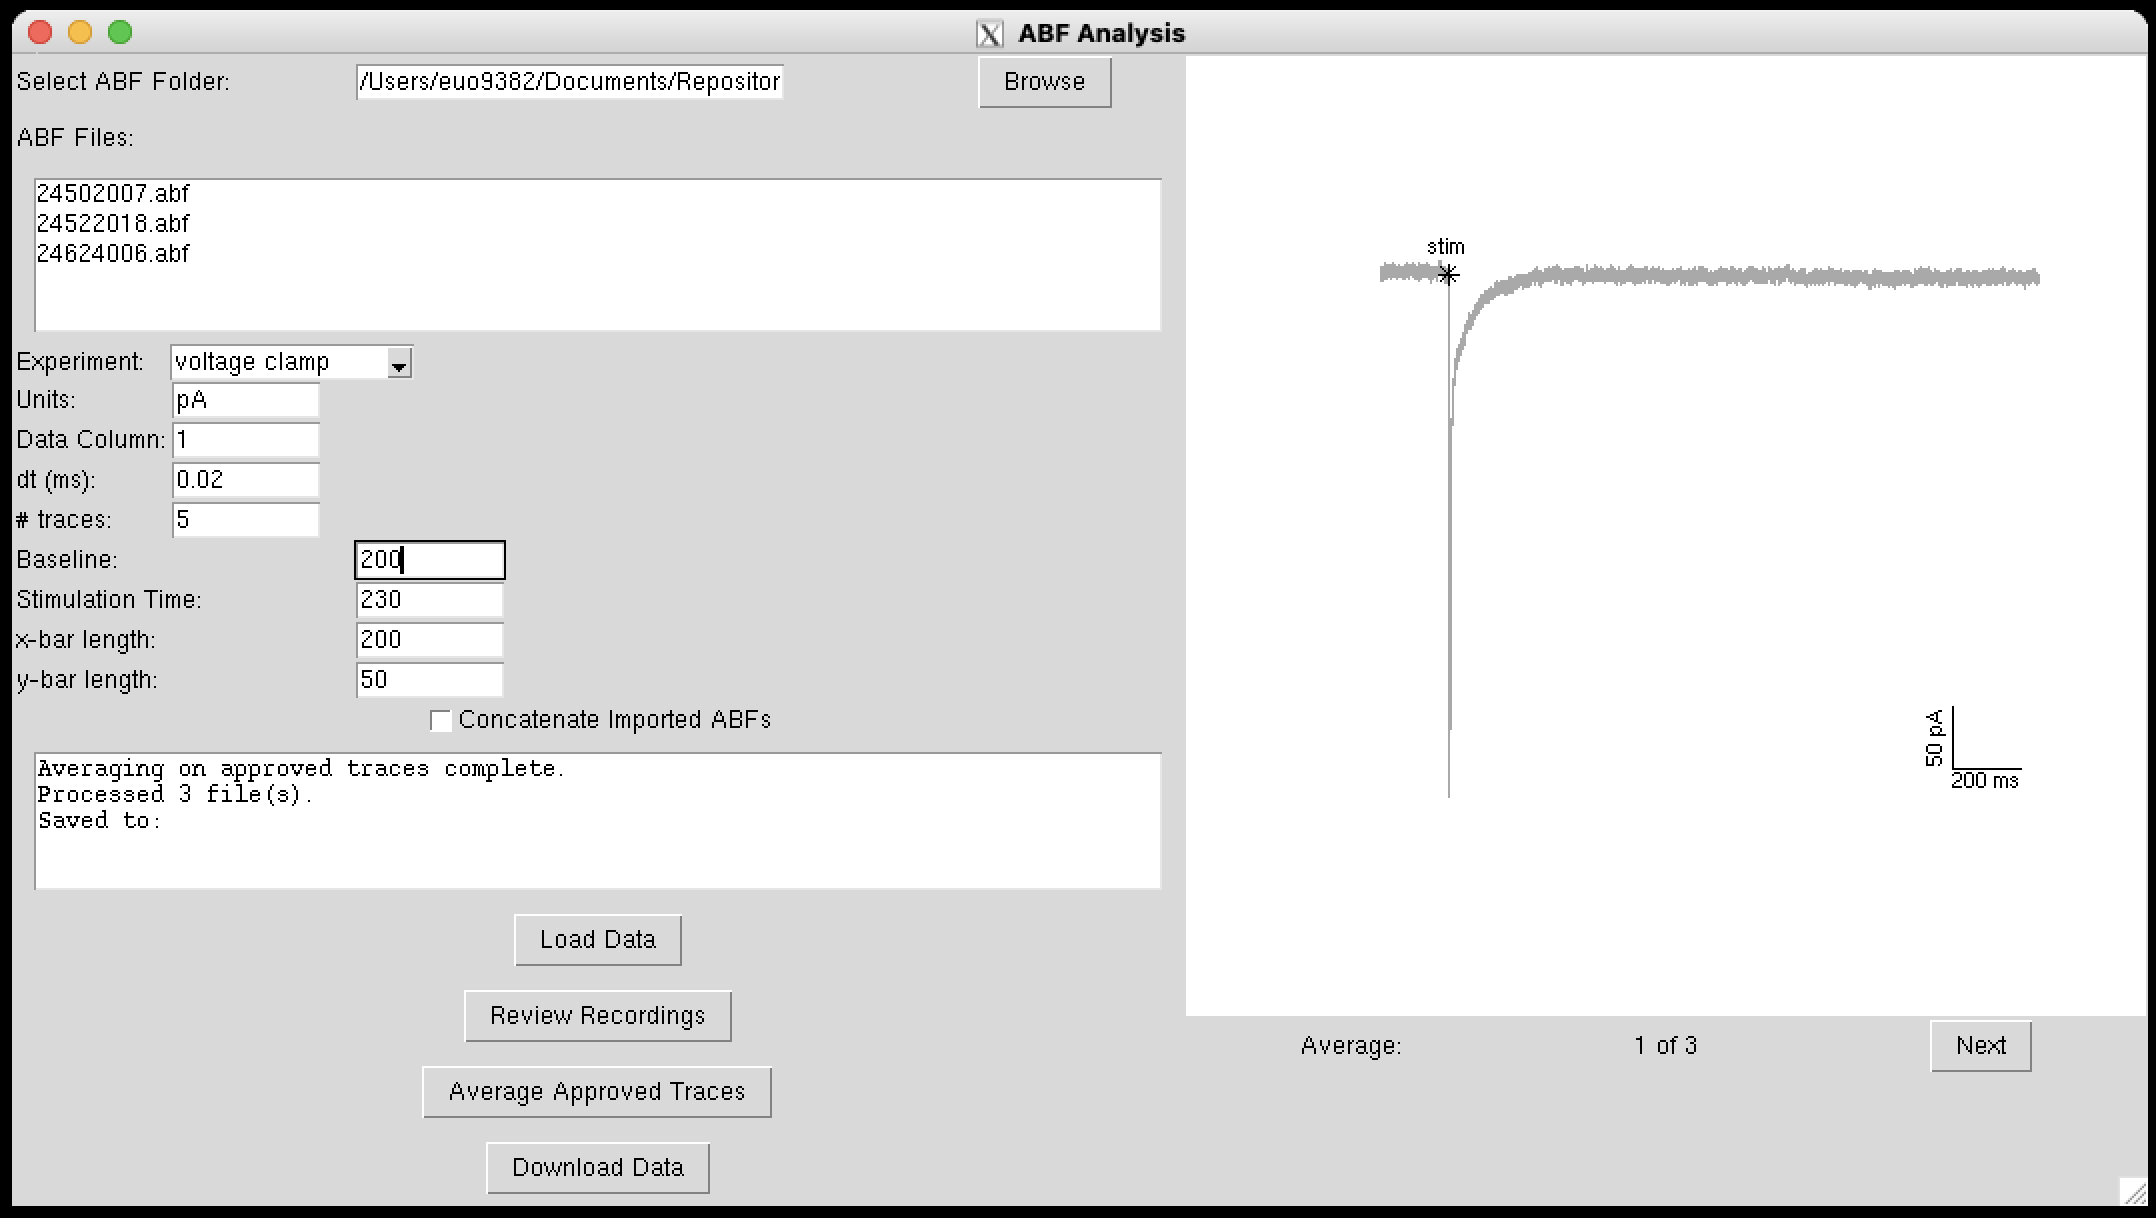 ABF Analysis
Select ABF Folder: /Users/euo9382/Documents/Repositor Browse
ABF Files:
24502007.abf
24522018.abf
24624006.abf
Experiment: voltage clamp
Units: pA
Data Column: 1
dt (ms): 0.02
# traces: 5
Baseline: 200
Stimulation Time: 230
x-bar length: 200
y-bar length: 50
Concatenate Imported ABFs
Averaging on approved traces complete.
Processed 3 file(s).
Saved to:
Load Data
Review Recordings
Average Approved Traces
Download Data
stim
50 pA
200 ms
Average: 1 of 3 Next